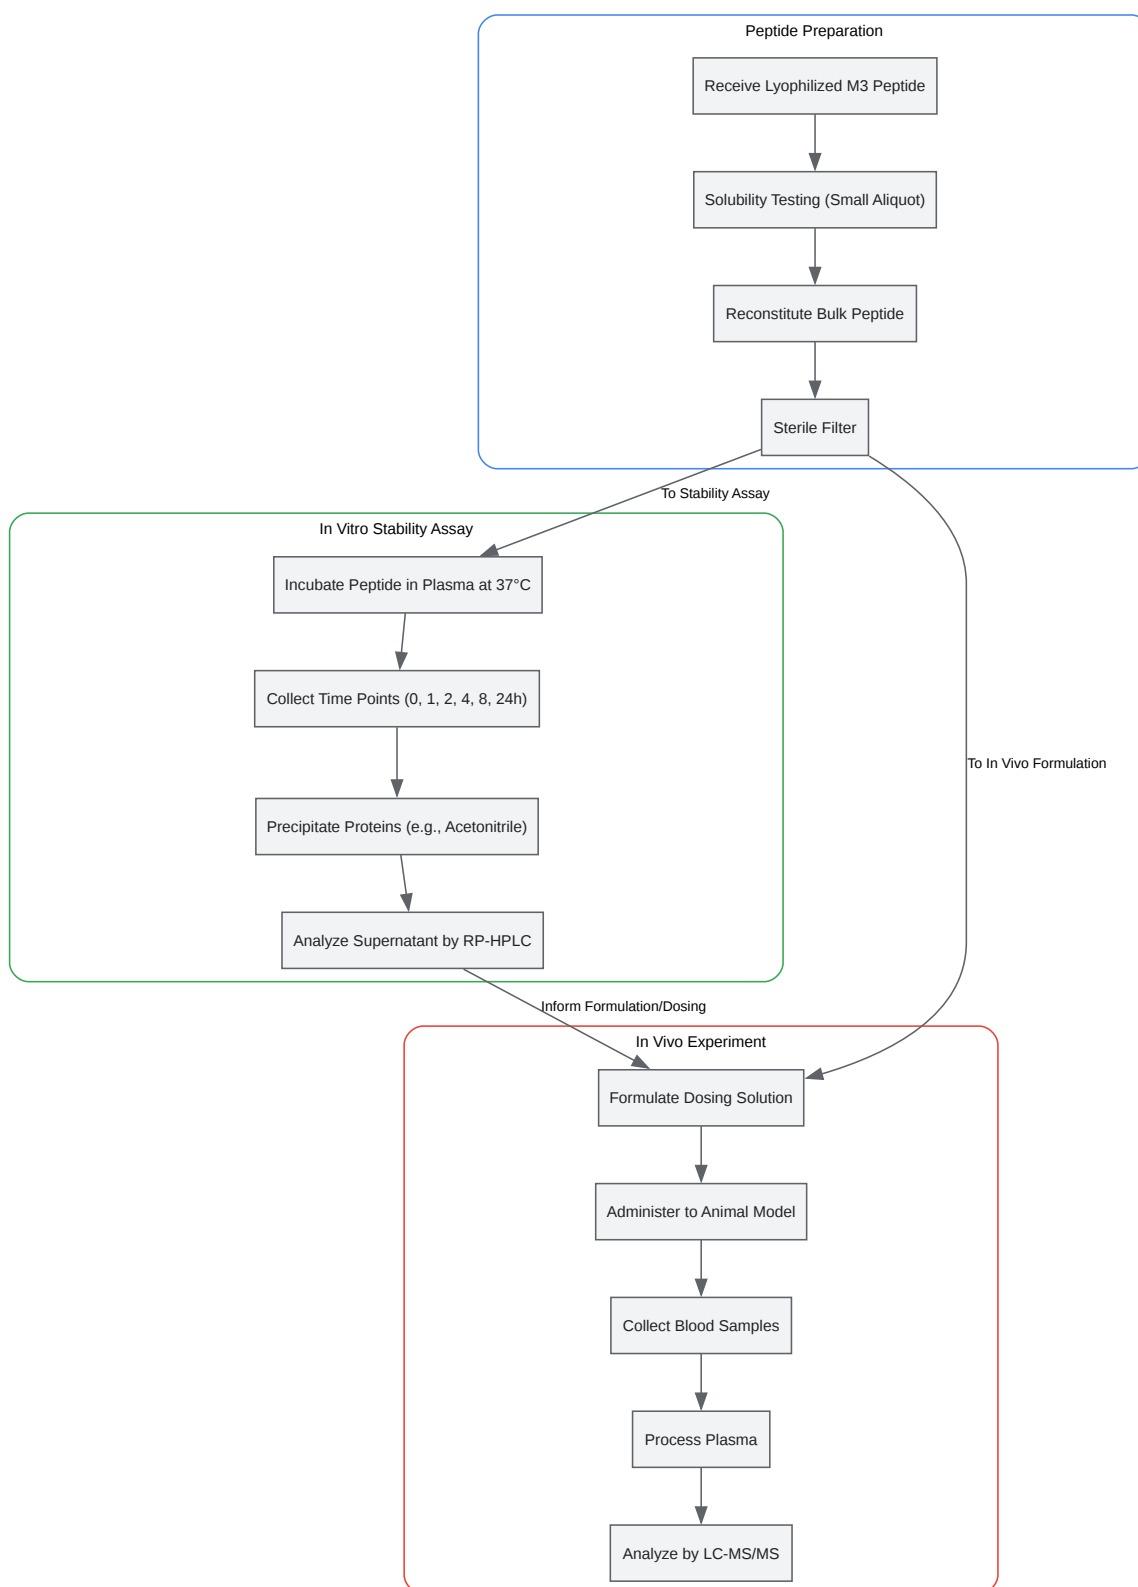 Peptide Preparation
Receive Lyophilized M3 Peptide
Solubility Testing (Small Aliquot)
Reconstitute Bulk Peptide
Sterile Filter
To Stability Assay
In Vitro Stability Assay
Incubate Peptide in Plasma at 37°C
Collect Time Points (0, 1, 2, 4, 8, 24h)
To In Vivo Formulation
Precipitate Proteins (e.g., Acetonitrile)
Analyze Supernatant by RP-HPLC
Inform Formulation/Dosing
In Vivo Experiment
Formulate Dosing Solution
Administer to Animal Model
Collect Blood Samples
Process Plasma
Analyze by LC-MS/MS